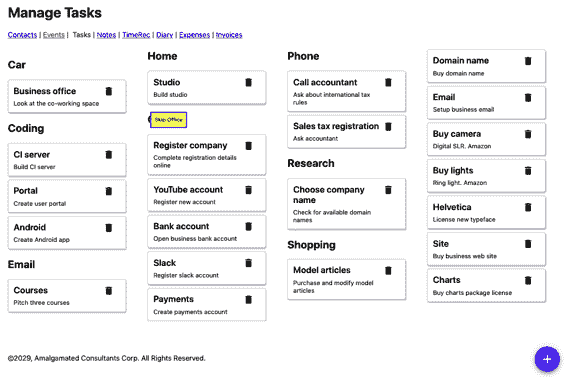 Manage Tasks
Contacts | Events | Tasks | Notes | TimeRec | Diary | Expenses | Invoices
Car
Business office
Look at the co-working space
Coding
CI server
Build CI server
Portal
Create user portal
Android
Create Android app
Email
Courses
Pitch three courses
Home
Studio
Build studio
Skip Office
Register company
Complete registration details
online
YouTube account
Register new account
Bank account
Open business bank account
Slack
Register slack account
Payments
Create payments account
Phone
Call accountant
Ask about international tax
rules
Sales tax registration
Ask accountant
Research
Choose company
name
Check for available domain
names
Shopping
Model articles
Purchase and modify model
articles
Domain name
Buy domain name
Email
Setup business email
Buy camera
Digital SLR. Amazon
Buy lights
Ring light. Amazon
Helvetica
License new typeface
Site
Buy business web site
Charts
Buy charts package license
©2029, Amalgamated Consultants Corp. All Rights Reserved.